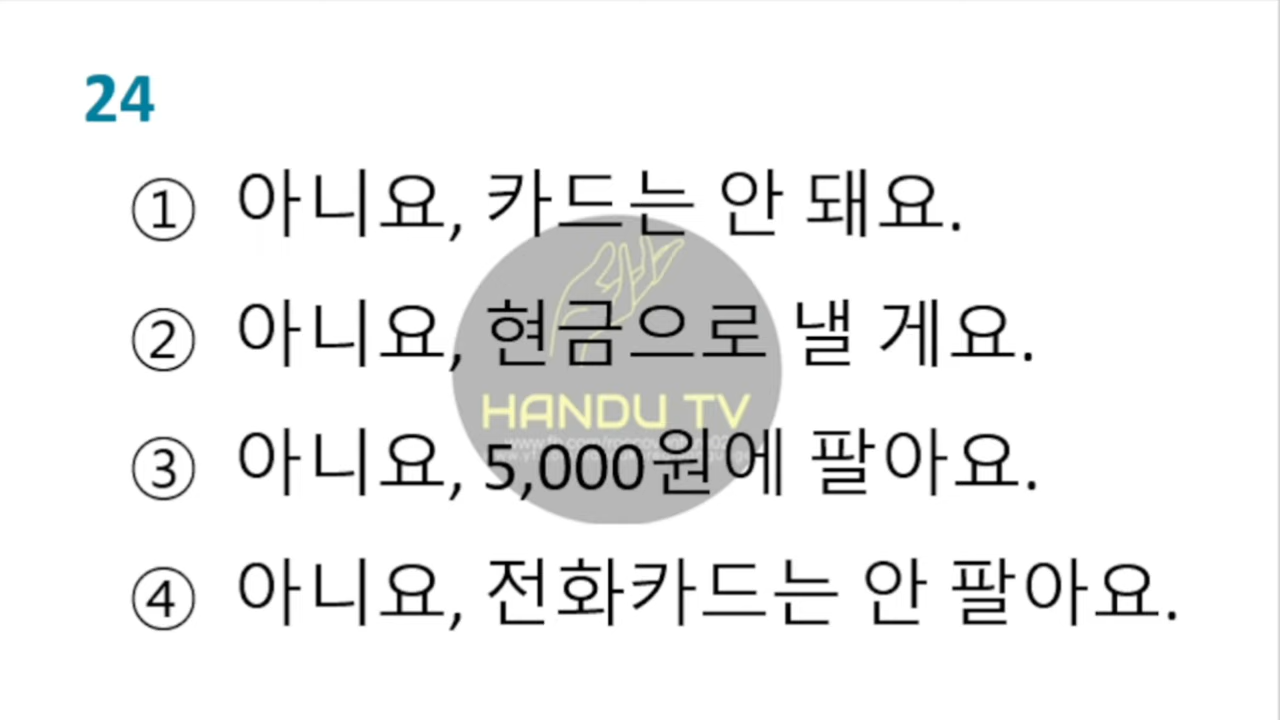 24
① 아니요, 카드는 안 돼요.
② 아니요, 현금으로 낼 게요.
HANDU TV
③ 아니요, 5,000원에 팔아요.
④ 아니요, 전화카드는 안 팔아요.